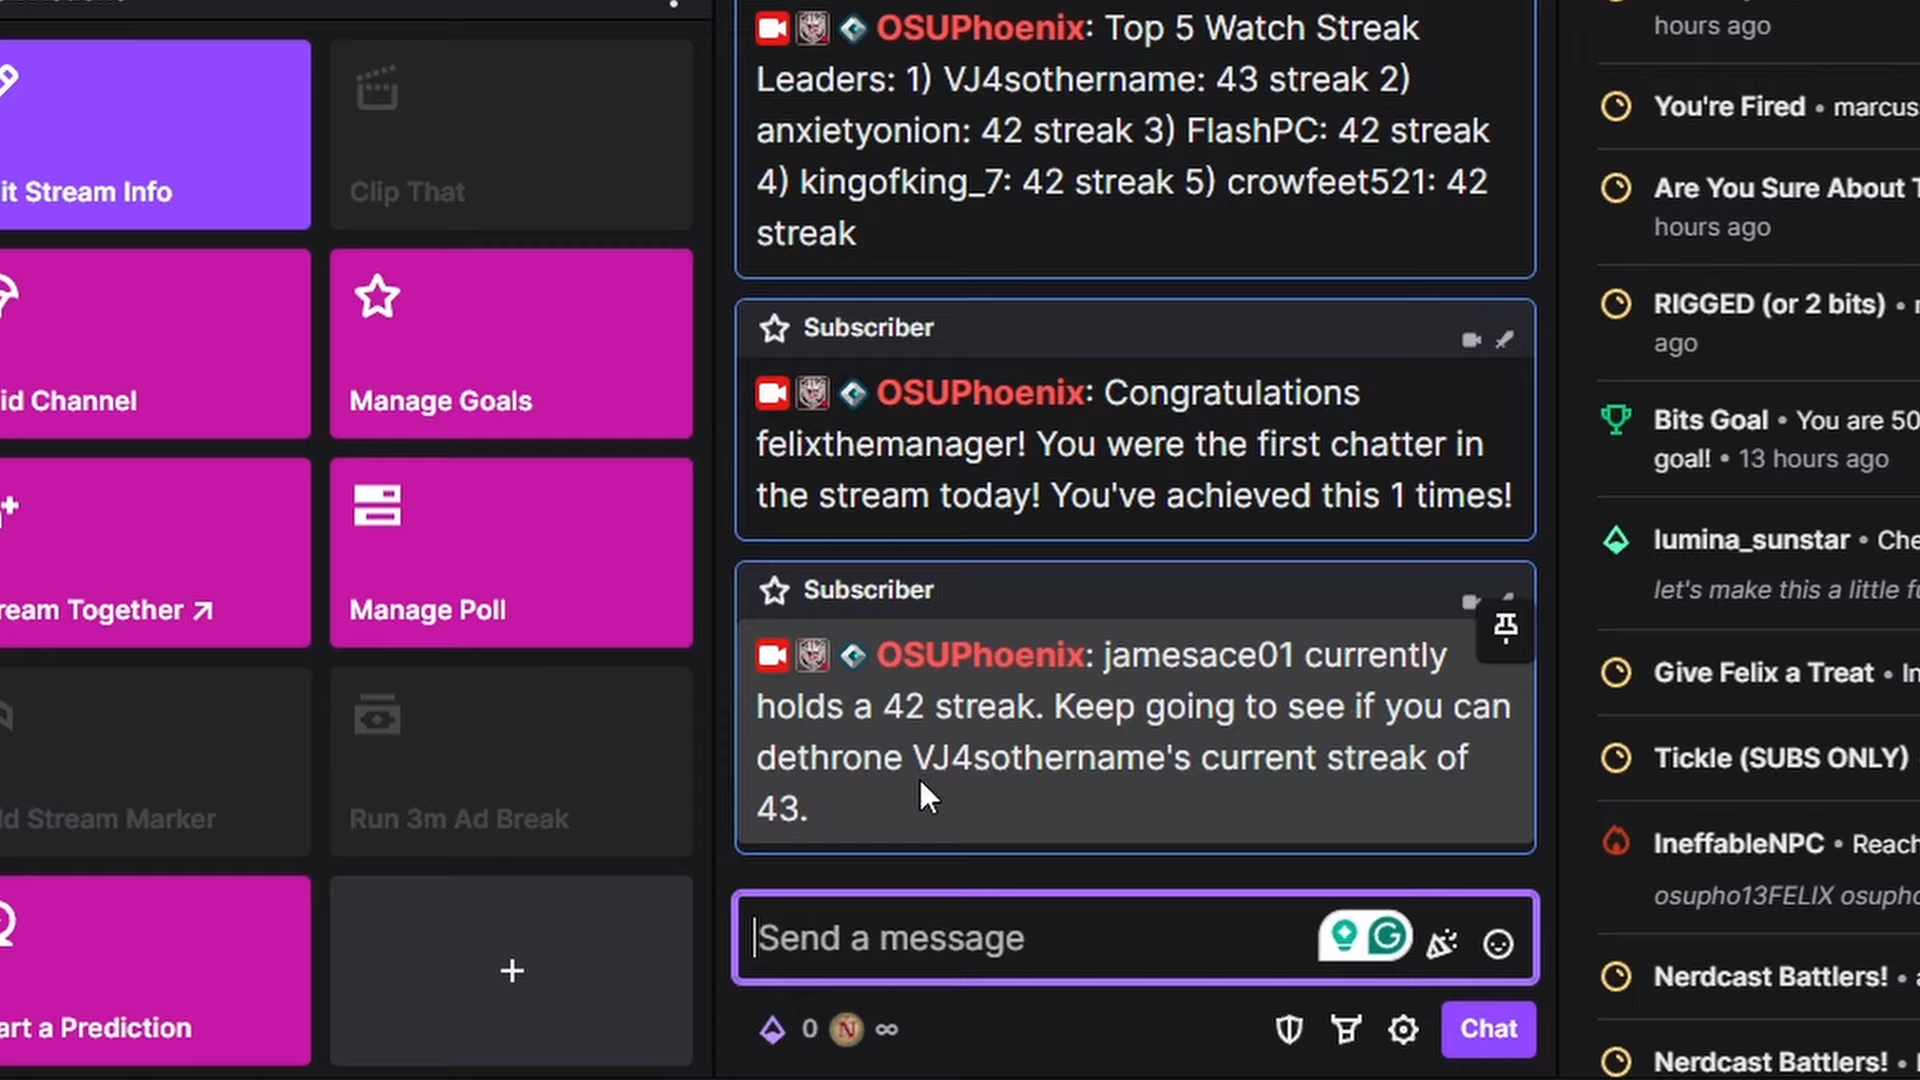 it Stream Info
Clip That
id Channel
Manage Goals
ream Together
Manage Poll
d Stream Marker
Run 3m Ad Break
art a Prediction
+
OSUPhoenix: Top 5 Watch Streak
Leaders: 1) VJ4sothername: 43 streak 2)
anxietyonion: 42 streak 3) FlashPC: 42 streak
4) kingofking_7: 42 streak 5) crowfeet521: 42
streak
Subscriber
OSUPhoenix: Congratulations
felixthemanager! You were the first chatter in
the stream today! You've achieved this 1 times!
Subscriber
OSUPhoenix: jamesace01 currently
holds a 42 streak. Keep going to see if you can
dethrone VJ4sothername's current streak of
43.
Send a message
0 N ∞
Chat
hours ago
You're Fired • marcus
Are You Sure About T
hours ago
RIGGED (or 2 bits) •
ago
Bits Goal • You are 50
goal! • 13 hours ago
lumina_sunstar • Che
let's make this a little fu
Give Felix a Treat • In
Tickle (SUBS ONLY)
IneffableNPC • Reach
osupho13FELIX osupho
Nerdcast Battlers! • a
Nerdcast Battlers! •